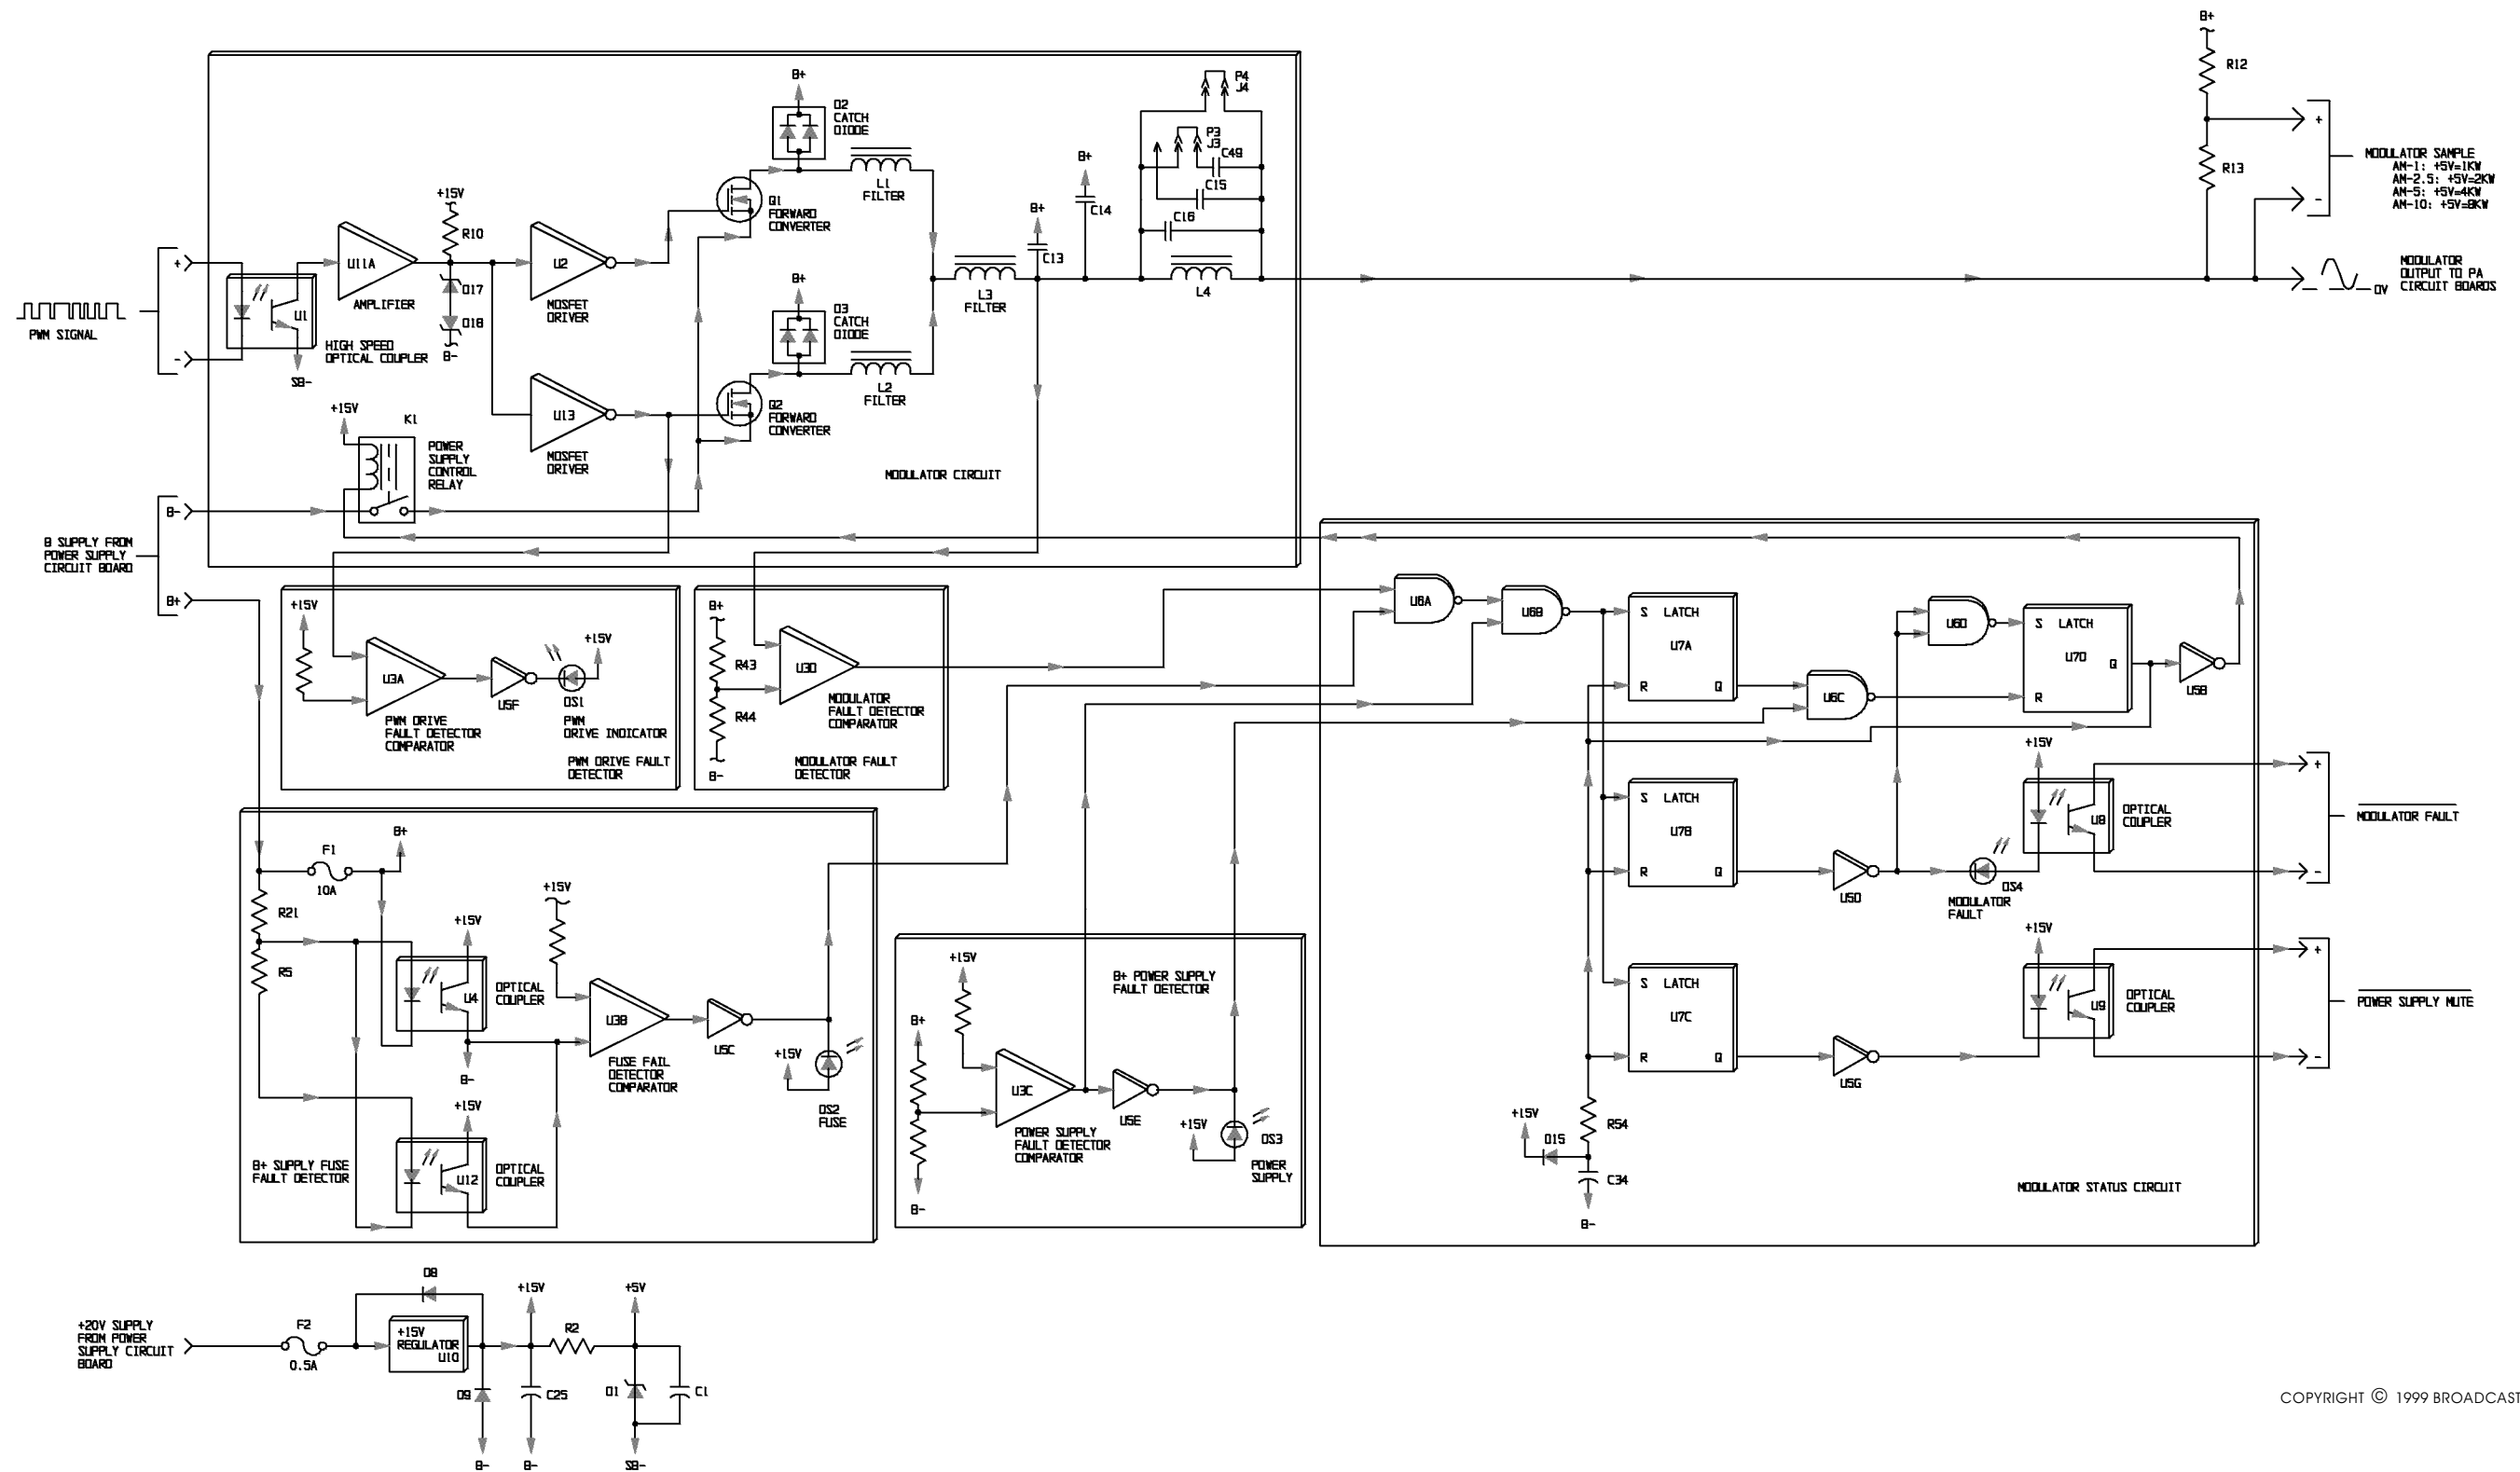 B+
R12
+
R13
-
MODULATOR SAMPLE
AM-1: +5V=1KW
AM-2.5: +5V=2KW
AM-5: +5V=4KW
AM-10: +5V=8KW
MODULATOR
OUTPUT TO PA
CIRCUIT BOARDS
0V
B+
D2
CATCH
DIODE
P4
J4
P3
J3
C49
C15
C16
B+
C14
B+
C13
L1
FILTER
+15V
R10
Q1
FORWARD
CONVERTER
U11A
AMPLIFIER
U2
MOSFET
DRIVER
D17
D18
B-
+
-
PWM SIGNAL
U1
HIGH SPEED
OPTICAL COUPLER
SB-
B+
D3
CATCH
DIODE
L3
FILTER
L4
L2
FILTER
U13
MOSFET
DRIVER
Q2
FORWARD
CONVERTER
+15V
K1
POWER
SUPPLY
CONTROL
RELAY
MODULATOR CIRCUIT
B-
B SUPPLY FROM
POWER SUPPLY
CIRCUIT BOARD
B+
+15V
U3A
PWM DRIVE
FAULT DETECTOR
COMPARATOR
U5F
+15V
DS1
PWM
DRIVE INDICATOR
PWM DRIVE FAULT
DETECTOR
B+
R43
R44
B-
U3D
MODULATOR
FAULT DETECTOR
COMPARATOR
MODULATOR FAULT
DETECTOR
U6A
U6B
S LATCH
U7A
R Q
U6C
U6D
S LATCH
U7D
Q
R
U5B
S LATCH
U7B
R Q
U5D
+15V
DS4
MODULATOR
FAULT
U8
OPTICAL
COUPLER
+
-
MODULATOR FAULT
S LATCH
U7C
R Q
U5G
+15V
U9
OPTICAL
COUPLER
+
-
POWER SUPPLY MUTE
R54
+15V
D15
C34
B-
MODULATOR STATUS CIRCUIT
F1
10A
B+
R21
R5
+15V
U4
OPTICAL
COUPLER
B-
+15V
U12
OPTICAL
COUPLER
B+ SUPPLY FUSE
FAULT DETECTOR
+15V
U3B
FUSE FAIL
DETECTOR
COMPARATOR
U5C
+15V
DS2
FUSE
+15V
B+
B-
U3C
POWER SUPPLY
FAULT DETECTOR
COMPARATOR
B+ POWER SUPPLY
FAULT DETECTOR
U5E
+15V
DS3
POWER
SUPPLY
+20V SUPPLY
FROM POWER
SUPPLY CIRCUIT
BOARD
F2
0.5A
D8
+15V
REGULATOR
U10
D9
B-
+15V
C25
B-
R2
+5V
D1
C1
SB-
COPYRIGHT © 1999 BROADCAST